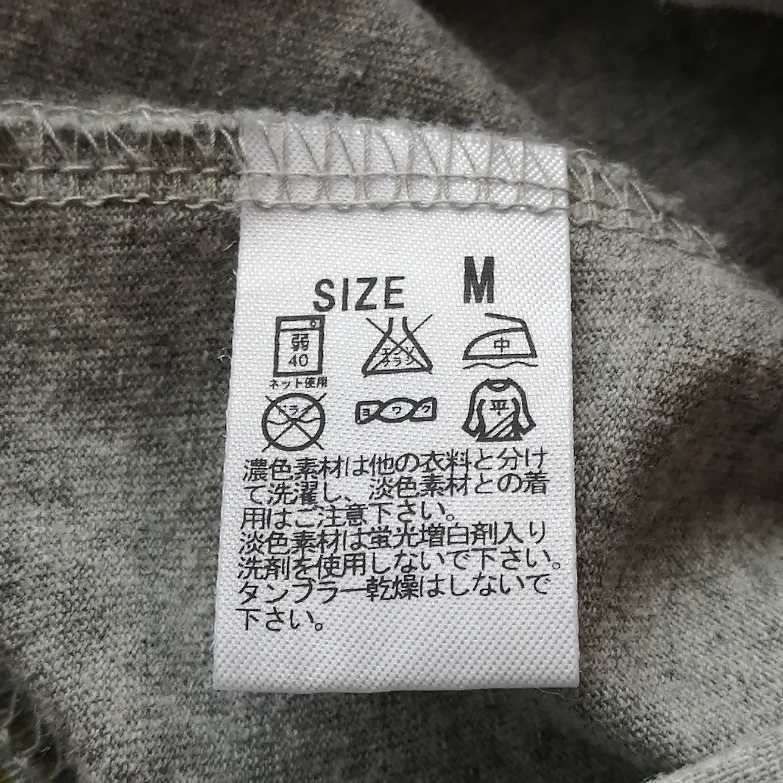 SIZE M
弱 エンソ 中
40 サラシ
ネット使用
ドライ ヨワク 平
濃色素材は他の衣料と分け
て洗濯し、淡色素材との着
用はご注意下さい。
淡色素材は蛍光増白剤入り
洗剤を使用しないで下さい。
タンブラー乾燥はしないで
下さい。